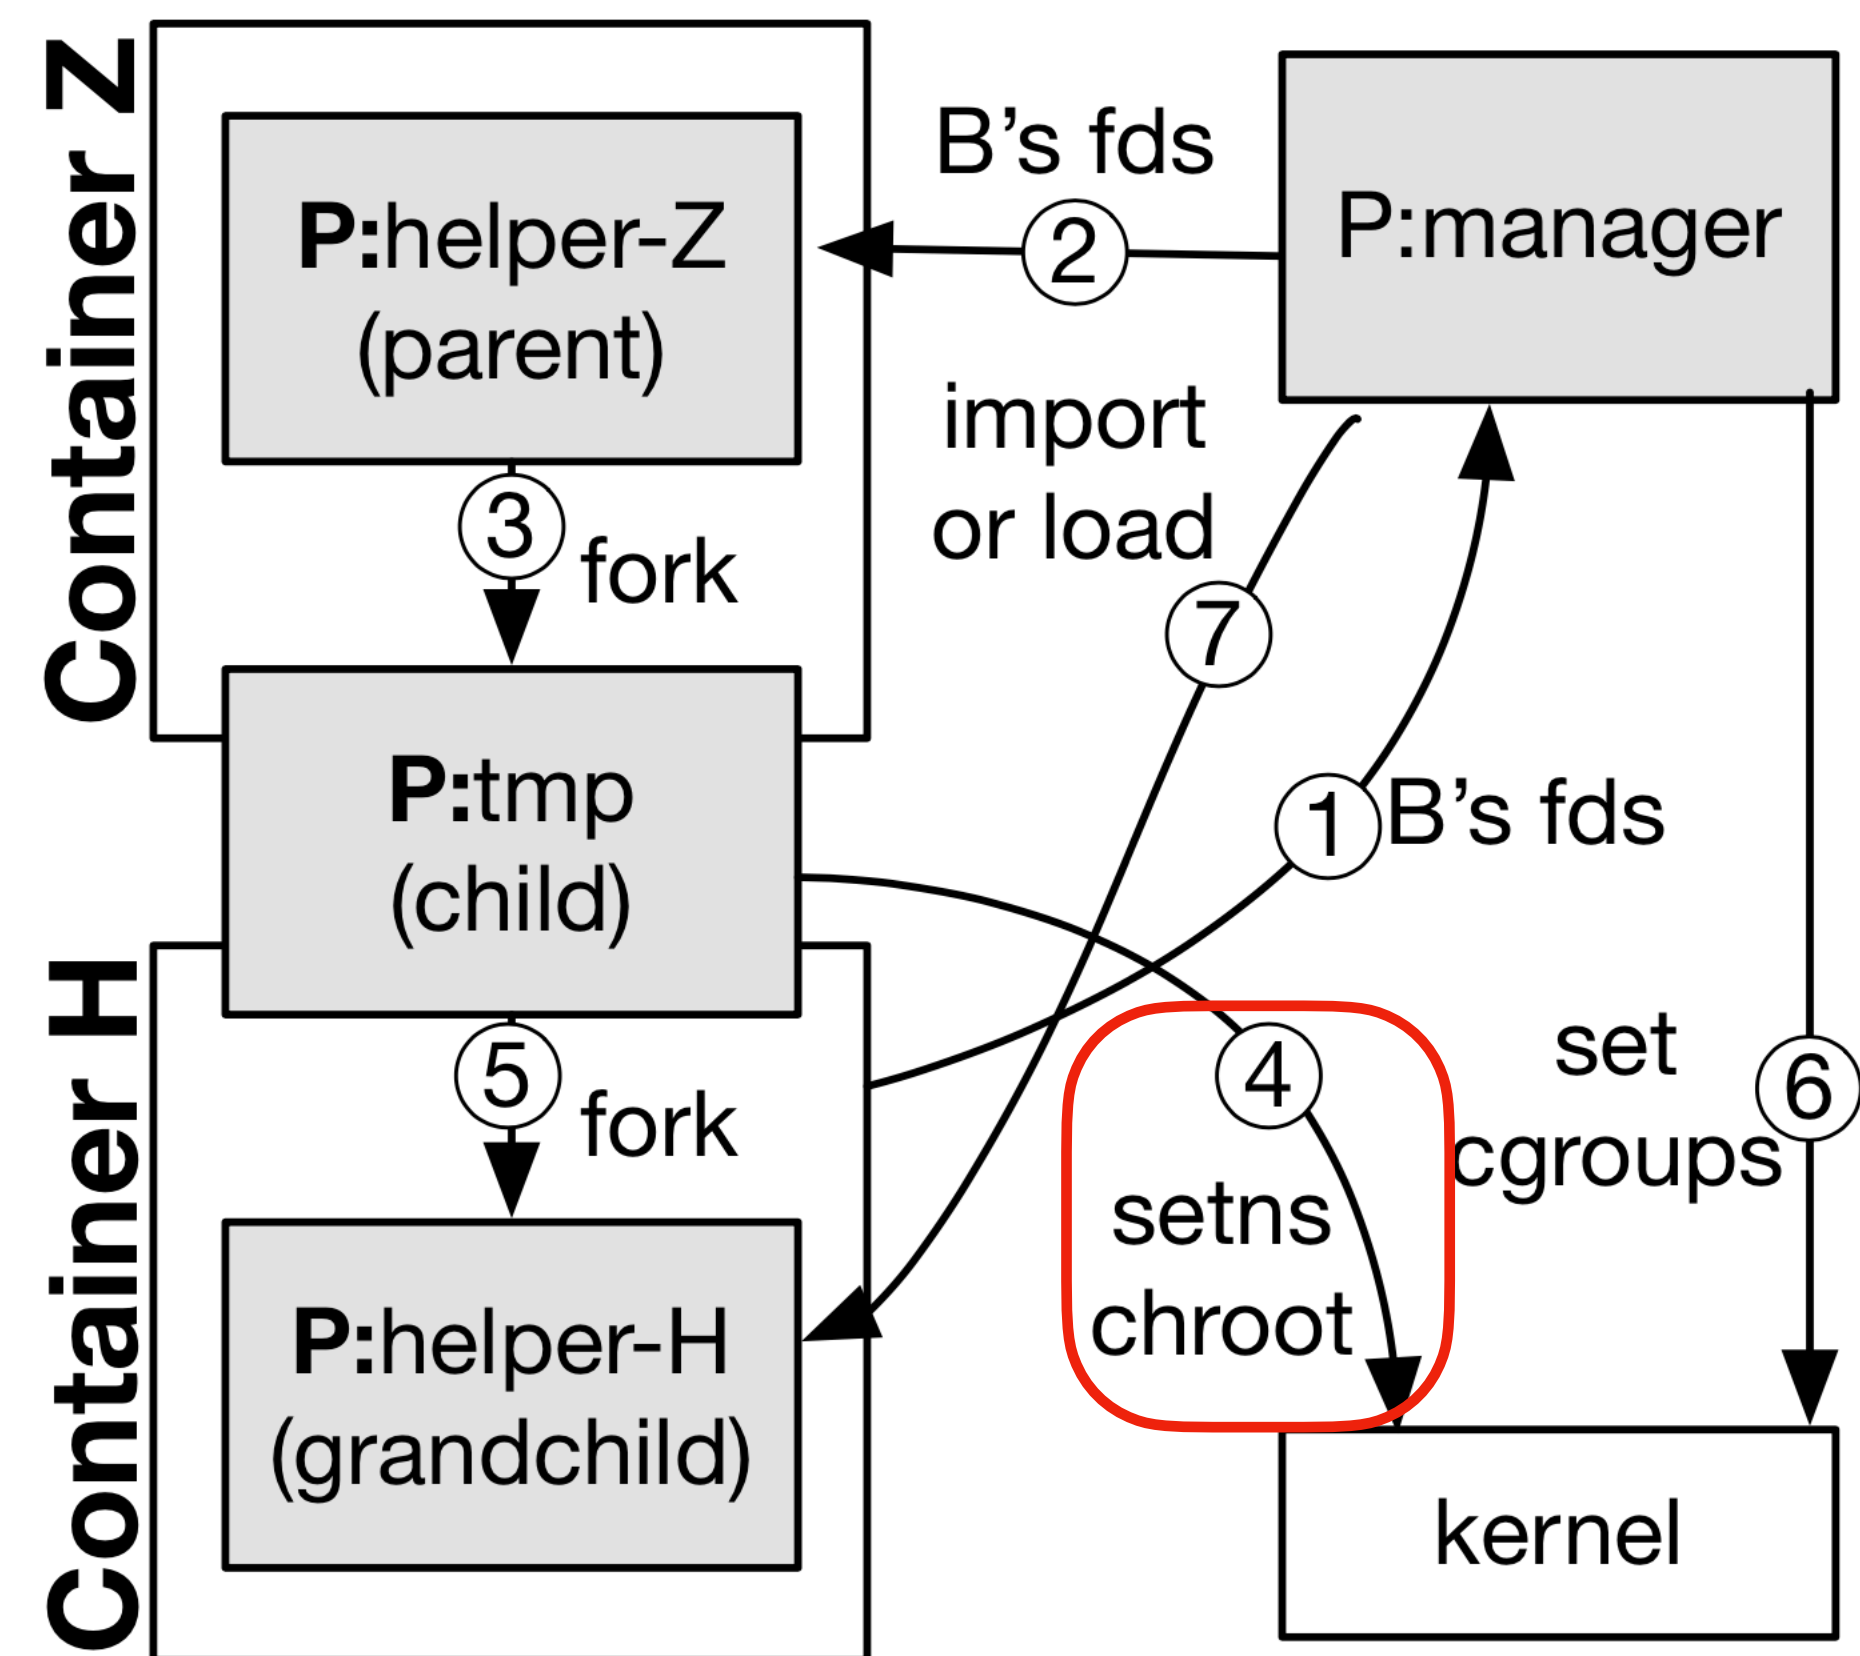 Container Z
P:helper-Z
(parent)
B’s fds
2
P:manager
import
or load
3
fork
7
P:tmp
(child)
1
B’s fds
Container H
5
fork
4
setns
chroot
set
cgroups
6
P:helper-H
(grandchild)
kernel